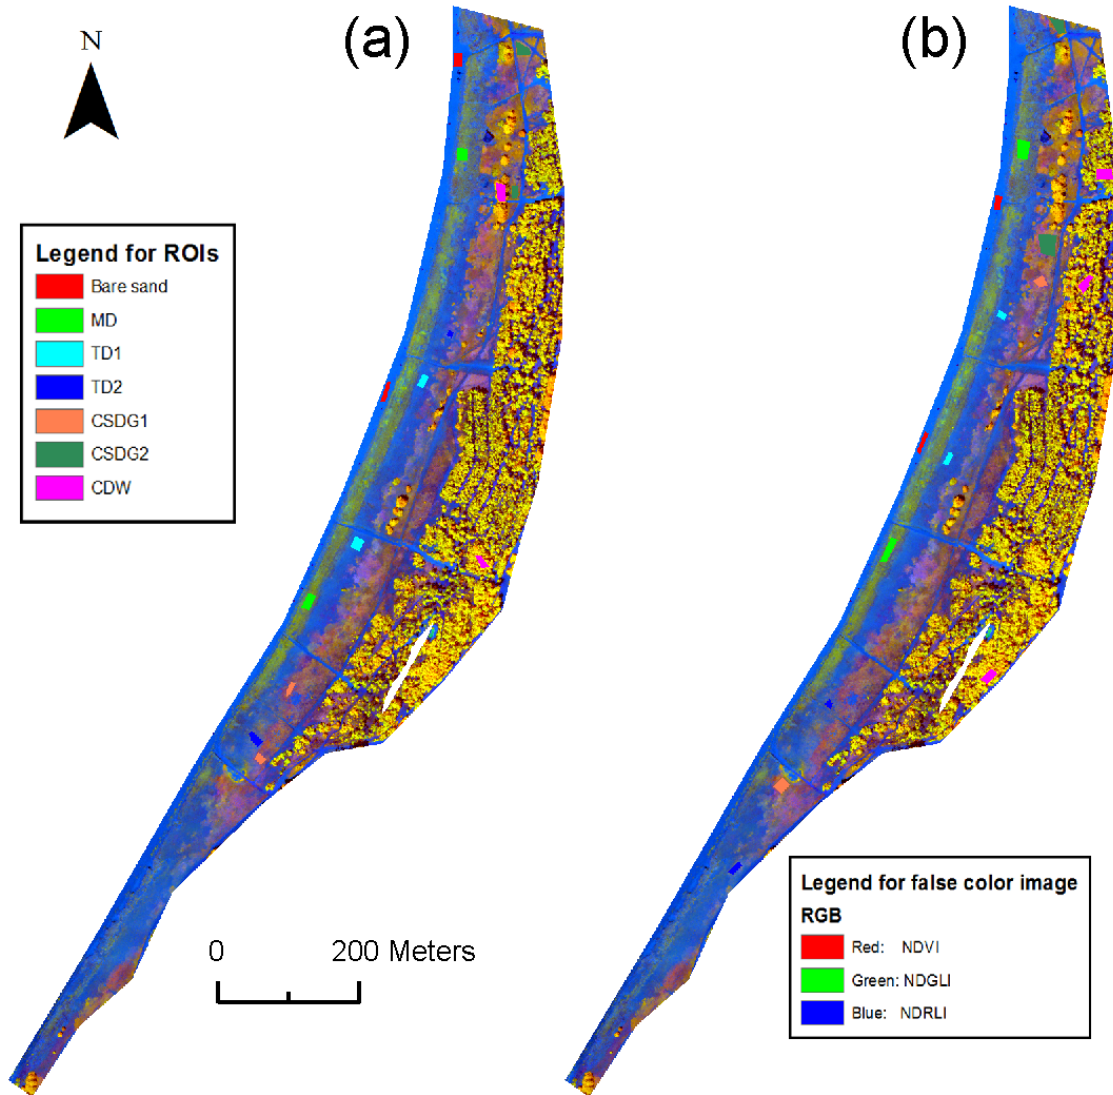 (a)
(b)
N
Legend for ROIs
Bare sand
MD
TD1
TD2
CSDG1
CSDG2
CDW
0 200 Meters
Legend for false color image
RGB
Red: NDVI
Green: NDGLI
Blue: NDRLI